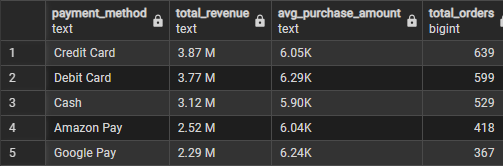 payment_method total_revenue avg_purchase_amount total_orders
text text text bigint
1 Credit Card 3.87 M 6.05K 639
2 Debit Card 3.77 M 6.29K 599
3 Cash 3.12 M 5.90K 529
4 Amazon Pay 2.52 M 6.04K 418
5 Google Pay 2.29 M 6.24K 367